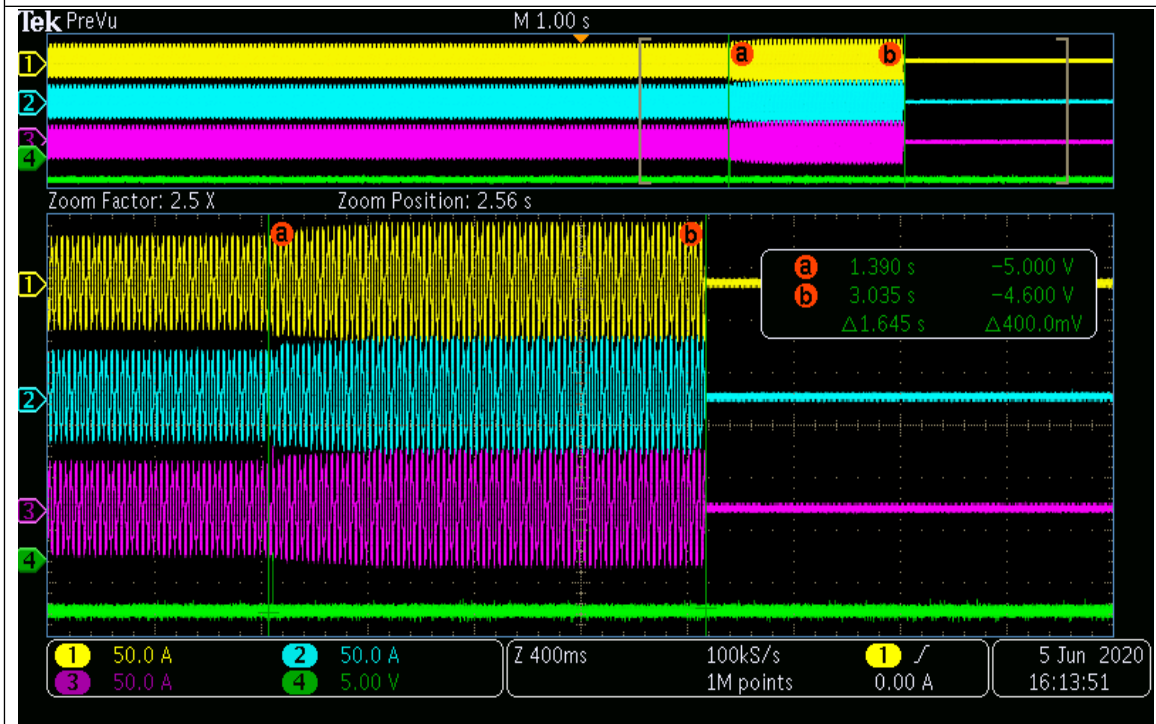 Tek PreVu M 1.00 s
1
a b
2
3
4
Zoom Factor: 2.5 X Zoom Position: 2.56 s
a b
1
a 1.390 s −5.000 V
b 3.035 s −4.600 V
Δ1.645 s Δ400.0mV
2
3
4
1 50.0 A 2 50.0 A Z 400ms 100kS/s 1 5 Jun 2020
3 50.0 A 4 5.00 V 1M points 0.00 A 16:13:51